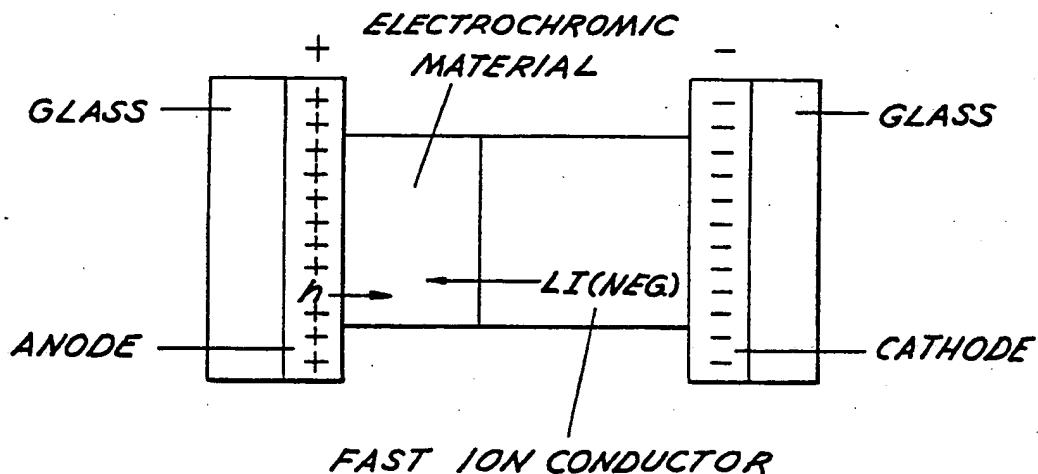 ELECTROCHROMIC
MATERIAL
+
-
GLASS
GLASS
+
+
+
+
+
+
+
+
h
+
+
+
-
-
-
-
-
-
-
-
-
-
-
-
LI(NEG.)
ANODE
CATHODE
FAST ION CONDUCTOR